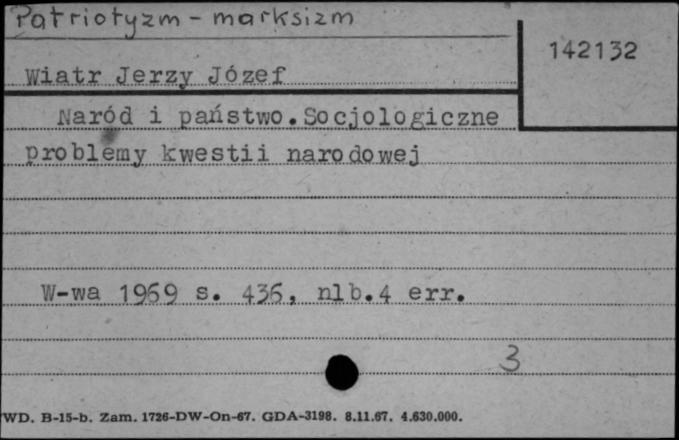 Patriotyzm - marksizm
142132
Wiatr Jerzy Józef
Naród i państwo.Socjologiczne
problemy kwestii narodowej
W-wa 1969 s. 436, nlb.4 err.
3
WD. B-15-b. Zam. 1726-DW-On-67. GDA-3198. 8.11.67. 4.630.000.